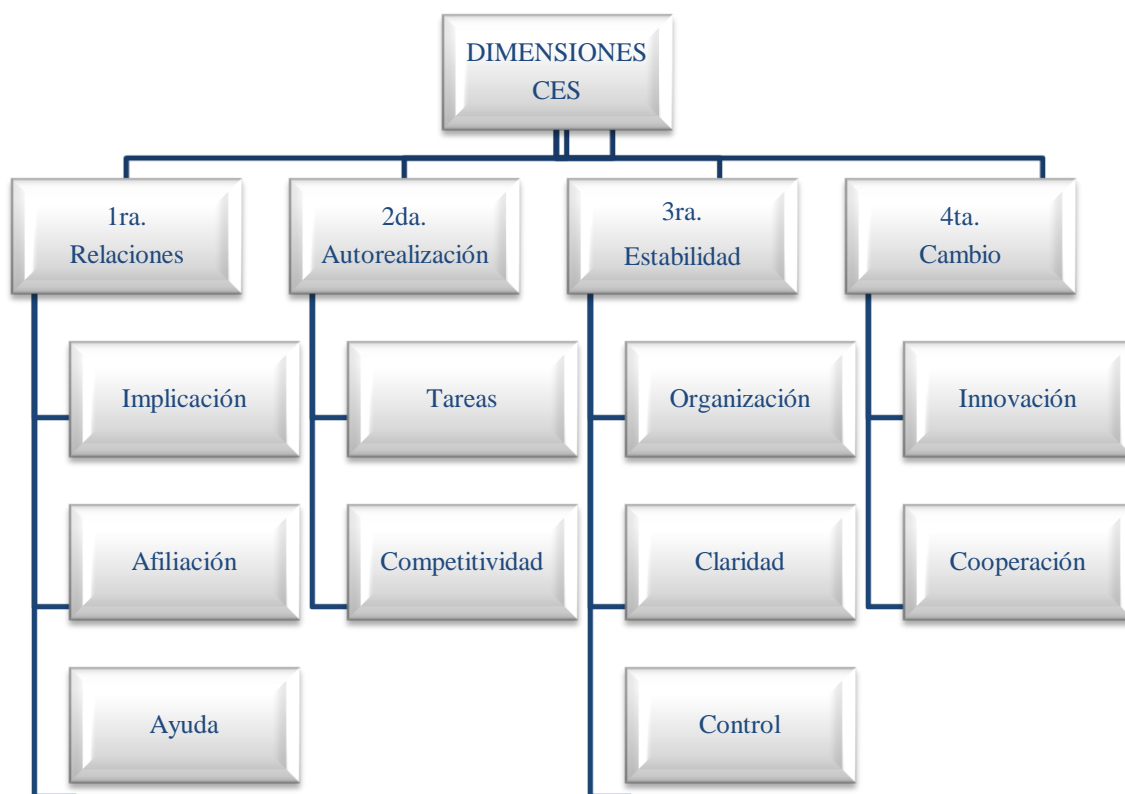 DIMENSIONES
CES
1ra.
Relaciones
2da.
Autorealización
3ra.
Estabilidad
4ta.
Cambio
Implicación
Tareas
Organización
Innovación
Afiliación
Competitividad
Claridad
Cooperación
Ayuda
Control